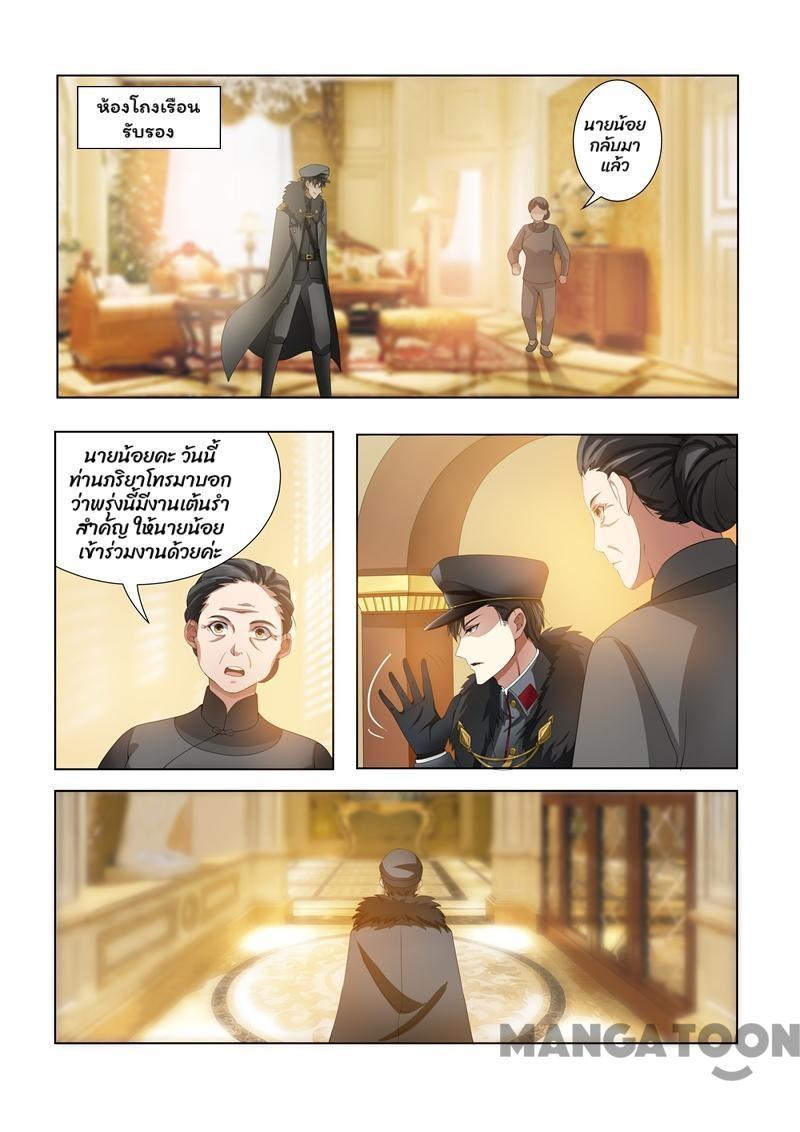 ห้องโถงเรือน
รับรอง
นายน้อย
กลับมา
แล้ว
นายน้อยคะ วันนี้
ท่านภริยาโทรมาบอก
ว่าพรุ่งนี้มีงานเต้นรำ
สำคัญ ให้นายน้อย
เข้าร่วมงานด้วยค่ะ
MANGATOON